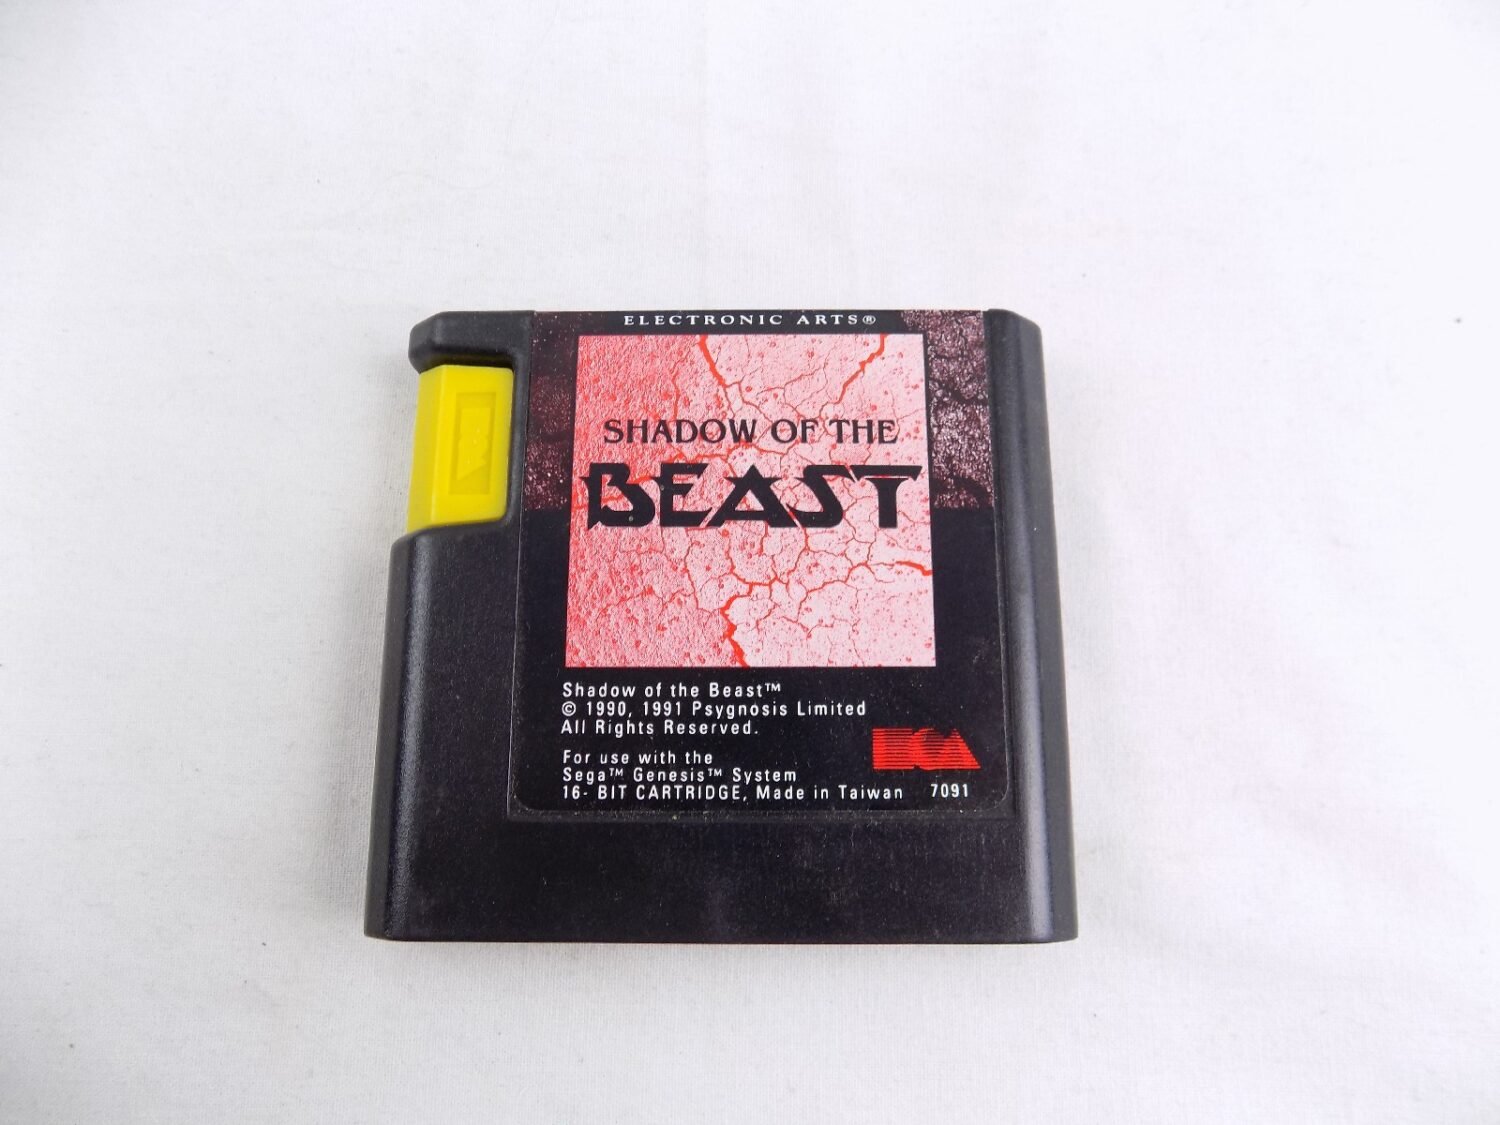 ELECTRONIC ARTS®
SHADOW OF THE
BEAST
Shadow of the Beast™
© 1990, 1991 Psygnosis Limited
All Rights Reserved.
For use with the
Sega™ Genesis™ System
16- BIT CARTRIDGE, Made in Taiwan 7091
EA